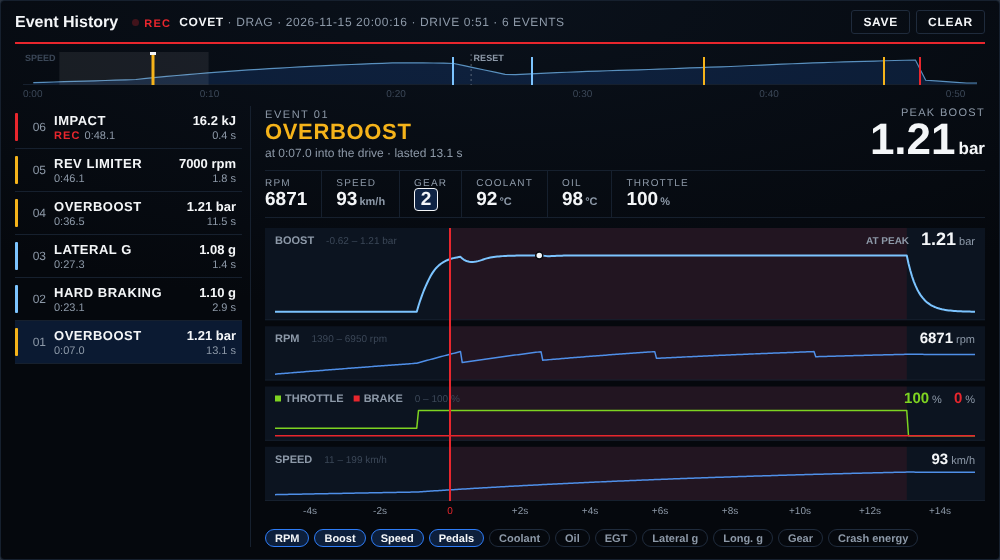 Event History REC COVET · DRAG · 2026-11-15 20:00:16 · DRIVE 0:51 · 6 EVENTS SAVE CLEAR
SPEED RESET
0:00 0:10 0:20 0:30 0:40 0:50
06 IMPACT 16.2 kJ
REC 0:48.1 0.4 s
05 REV LIMITER 7000 rpm
0:46.1 1.8 s
04 OVERBOOST 1.21 bar
0:36.5 11.5 s
03 LATERAL G 1.08 g
0:27.3 1.4 s
02 HARD BRAKING 1.10 g
0:23.1 2.9 s
01 OVERBOOST 1.21 bar
0:07.0 13.1 s
EVENT 01
OVERBOOST
at 0:07.0 into the drive · lasted 13.1 s
PEAK BOOST
1.21 bar
RPM SPEED GEAR COOLANT OIL THROTTLE
6871 93 km/h 2 92 °C 98 °C 100 %
BOOST -0.62 – 1.21 bar AT PEAK 1.21 bar
RPM 1390 – 6950 rpm 6871 rpm
THROTTLE BRAKE 0 – 100 % 100 % 0 %
SPEED 11 – 199 km/h 93 km/h
-4s -2s 0 +2s +4s +6s +8s +10s +12s +14s
RPM Boost Speed Pedals Coolant Oil EGT Lateral g Long. g Gear Crash energy